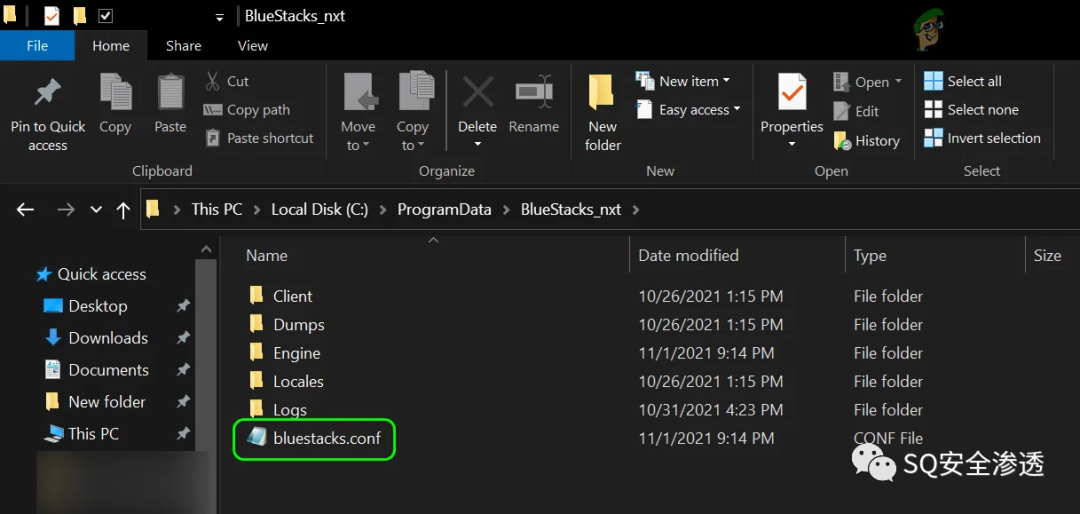 BlueStacks_nxt
File Home Share View
Pin to Quick access
Copy
Paste
Cut
Copy path
Paste shortcut
Clipboard
Move to
Copy to
Delete
Rename
Organize
New folder
New item
Easy access
New
Properties
Open
Edit
History
Open
Select all
Select none
Invert selection
Select
This PC Local Disk (C:) ProgramData BlueStacks_nxt
Quick access
Desktop
Downloads
Documents
New folder
This PC
Name Date modified Type Size
Client 10/26/2021 1:15 PM File folder
Dumps 10/26/2021 1:15 PM File folder
Engine 11/1/2021 9:14 PM File folder
Locales 10/26/2021 1:15 PM File folder
Logs 10/31/2021 4:23 PM File folder
bluestacks.conf 11/1/2021 9:14 PM CONF File
SQ安全渗透